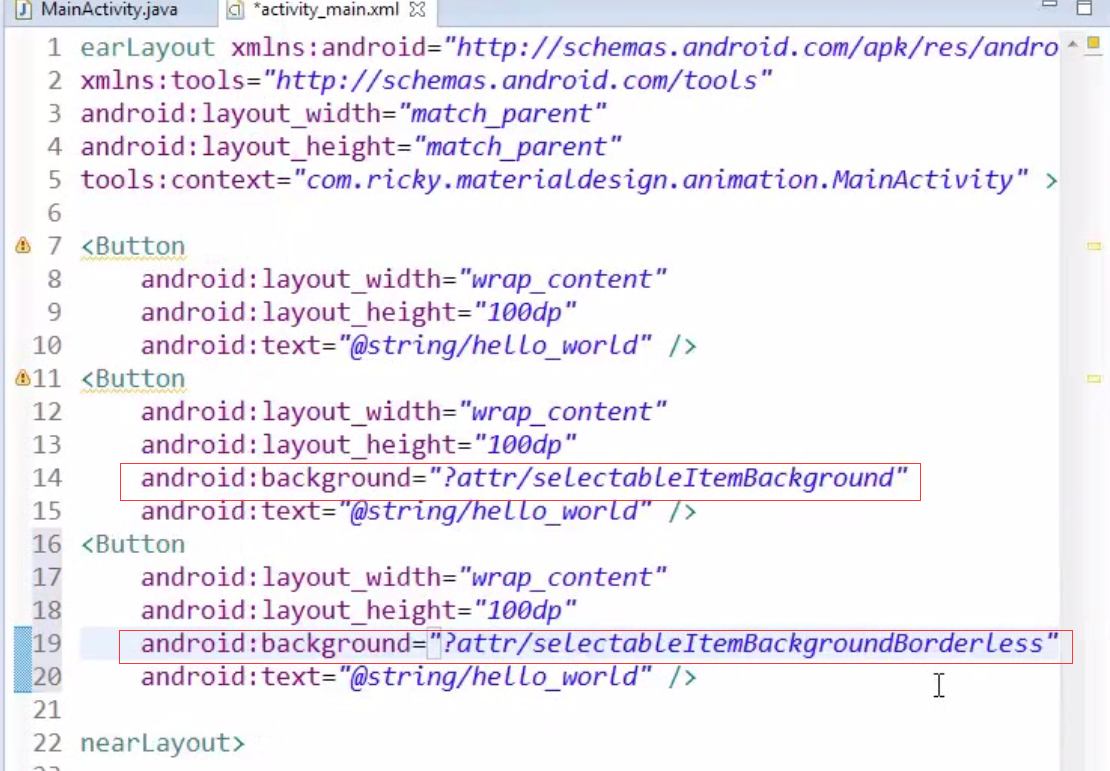 MainActivity.java
*activity_main.xml
1 earLayout xmlns:android="http://schemas.android.com/apk/res/andro
2 xmlns:tools="http://schemas.android.com/tools"
3 android:layout_width="match_parent"
4 android:layout_height="match_parent"
5 tools:context="com.ricky.materialdesign.animation.MainActivity" >
6
7 <Button
8 android:layout_width="wrap_content"
9 android:layout_height="100dp"
10 android:text="@string/hello_world" />
11 <Button
12 android:layout_width="wrap_content"
13 android:layout_height="100dp"
14 android:background="?attr/selectableItemBackground"
15 android:text="@string/hello_world" />
16 <Button
17 android:layout_width="wrap_content"
18 android:layout_height="100dp"
19 android:background="?attr/selectableItemBackgroundBorderless"
20 android:text="@string/hello_world" />
21
22 nearLayout>